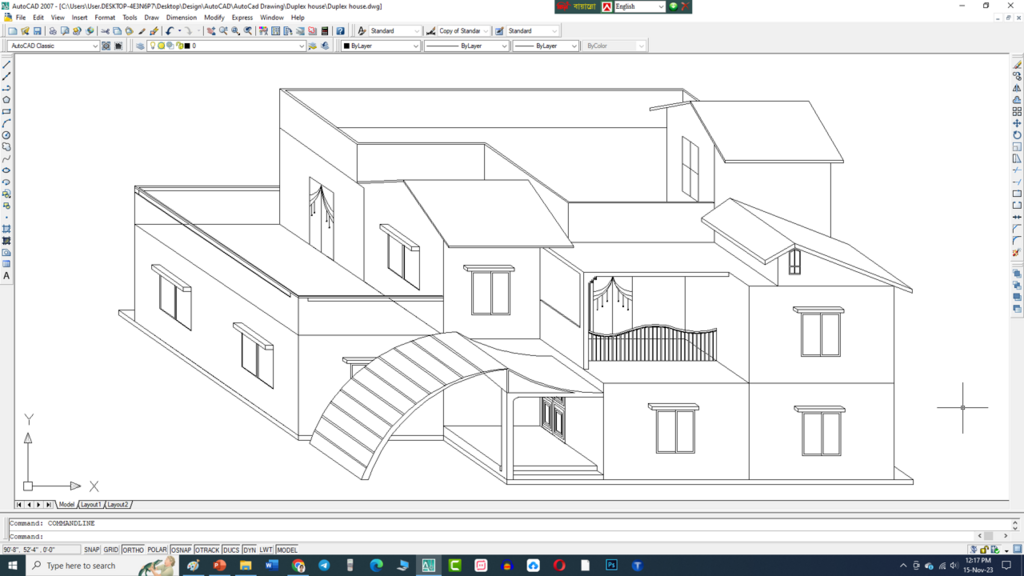 AutoCAD 2007 - [C:\Users\User.DESKTOP-4E3N6P7\Desktop\Design\AutoCAD\AutoCad Drawing\Duplex house\Duplex house.dwg]
English
File Edit View Insert Format Tools Draw Dimension Modify Express Window Help
Standard Copy of Standar Standard
AutoCAD Classic 0 ByLayer ByLayer ByLayer ByColor
Y
X
Model Layout1 Layout2
Command: COMMANDLINE
Command:
90'-8", 52'-4" , 0'-0" SNAP GRID ORTHO POLAR OSNAP OTRACK DUCS DYN LWT MODEL
Type here to search
12:17 PM
15-Nov-23